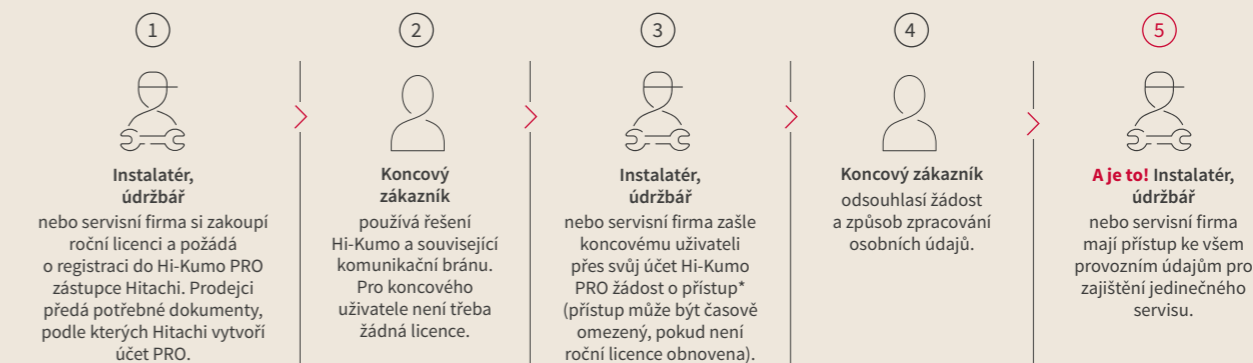 1
Instalatér,
údržbář
nebo servisní firma si zakoupí
roční licenci a požádá
o registraci do Hi-Kumo PRO
zástupce Hitachi. Prodejci
předá potřebné dokumenty,
podle kterých Hitachi vytvoří
účet PRO.
2
Koncový
zákazník
používá řešení
Hi-Kumo a související
komunikační bránu.
Pro koncového
uživatele není třeba
žádná licence.
3
Instalatér,
údržbář
nebo servisní firma zašle
koncovému uživateli
přes svůj účet Hi-Kumo
PRO žádost o přístup*
(přístup může být časově
omezený, pokud není
roční licence obnovena).
4
Koncový zákazník
odsouhlasí žádost
a způsob zpracování
osobních údajů.
5
A je to! Instalatér,
údržbář
nebo servisní firma
mají přístup ke všem
provozním údajům pro
zajištění jedinečného
servisu.